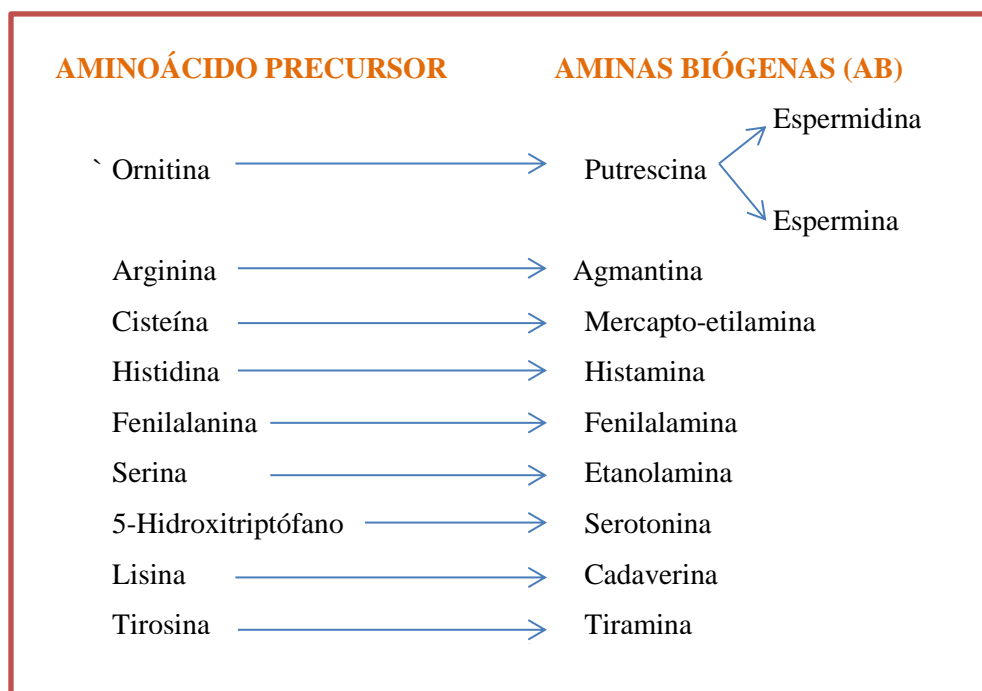 AMINOÁCIDO PRECURSOR AMINAS BIÓGENAS (AB)
Espermidina
` Ornitina Putrescina
Espermina
Arginina Agmantina
Cisteína Mercapto-etilamina
Histidina Histamina
Fenilalanina Fenilalamina
Serina Etanolamina
5-Hidroxitriptófano Serotonina
Lisina Cadaverina
Tirosina Tiramina